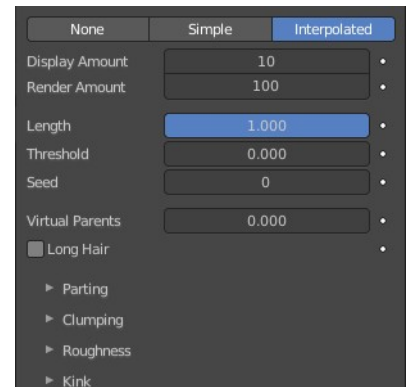 None Simple Interpolated
Display Amount 10
Render Amount 100
Length 1.000
Threshold 0.000
Seed 0
Virtual Parents 0.000
Long Hair
Parting
Clumping
Roughness
Kink